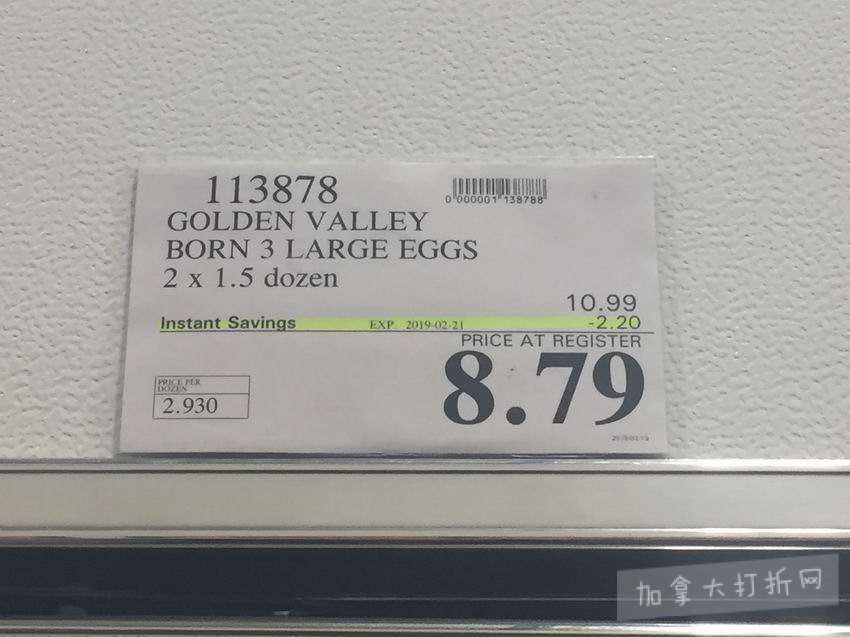 113878
0 000001 138788
GOLDEN VALLEY
BORN 3 LARGE EGGS
2 x 1.5 dozen
10.99
Instant Savings EXP 2019-02-21 -2.20
PRICE AT REGISTER
8.79
PRICE PER
DOZEN
2.930
加拿大打折网